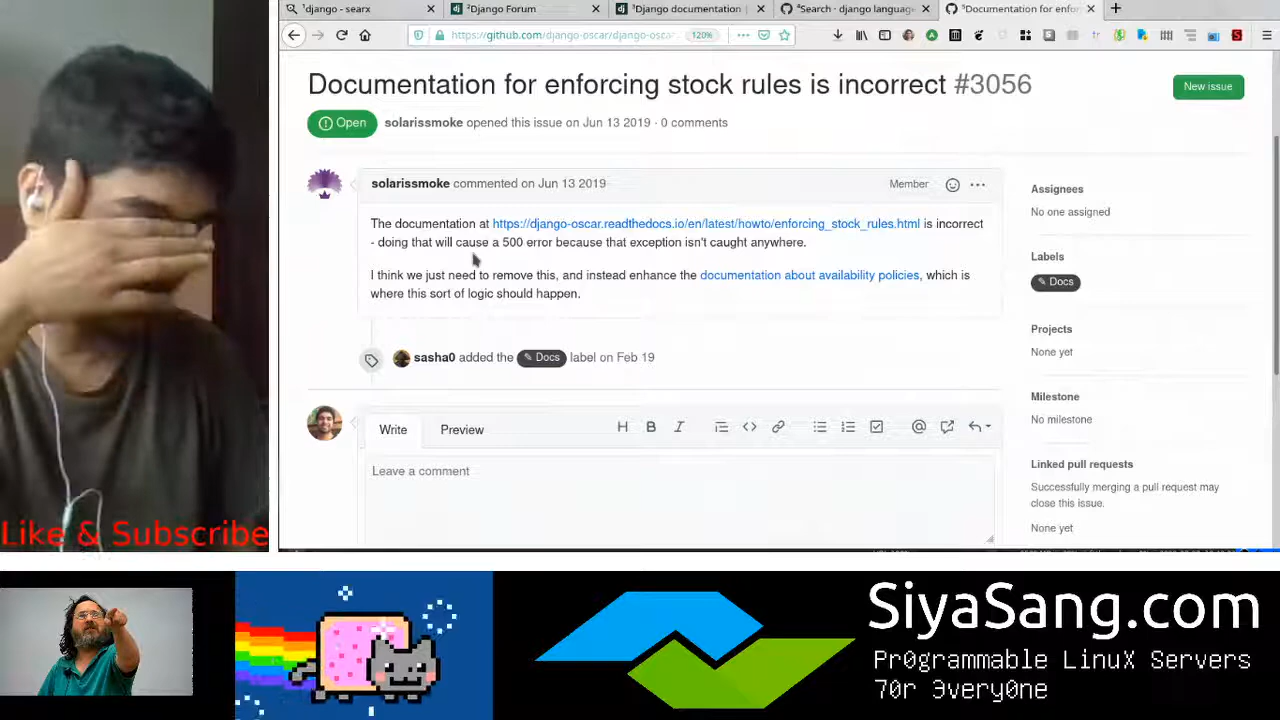 ¹django - searx
²Django Forum
³Django documentation
⁴Search · django language
⁵Documentation for enfor
https://github.com/django-oscar/django-osca
120%
Documentation for enforcing stock rules is incorrect #3056
New issue
Open
solarissmoke opened this issue on Jun 13 2019 · 0 comments
solarissmoke commented on Jun 13 2019
Member
The documentation at https://django-oscar.readthedocs.io/en/latest/howto/enforcing_stock_rules.html is incorrect
- doing that will cause a 500 error because that exception isn't caught anywhere.
I think we just need to remove this, and instead enhance the documentation about availability policies, which is
where this sort of logic should happen.
sasha0 added the Docs label on Feb 19
Write
Preview
Leave a comment
Assignees
No one assigned
Labels
Docs
Projects
None yet
Milestone
No milestone
Linked pull requests
Successfully merging a pull request may
close this issue.
None yet
Like & Subscribe
SiyaSang.com
Pr0grammable LinuX Servers
70r 3very0ne